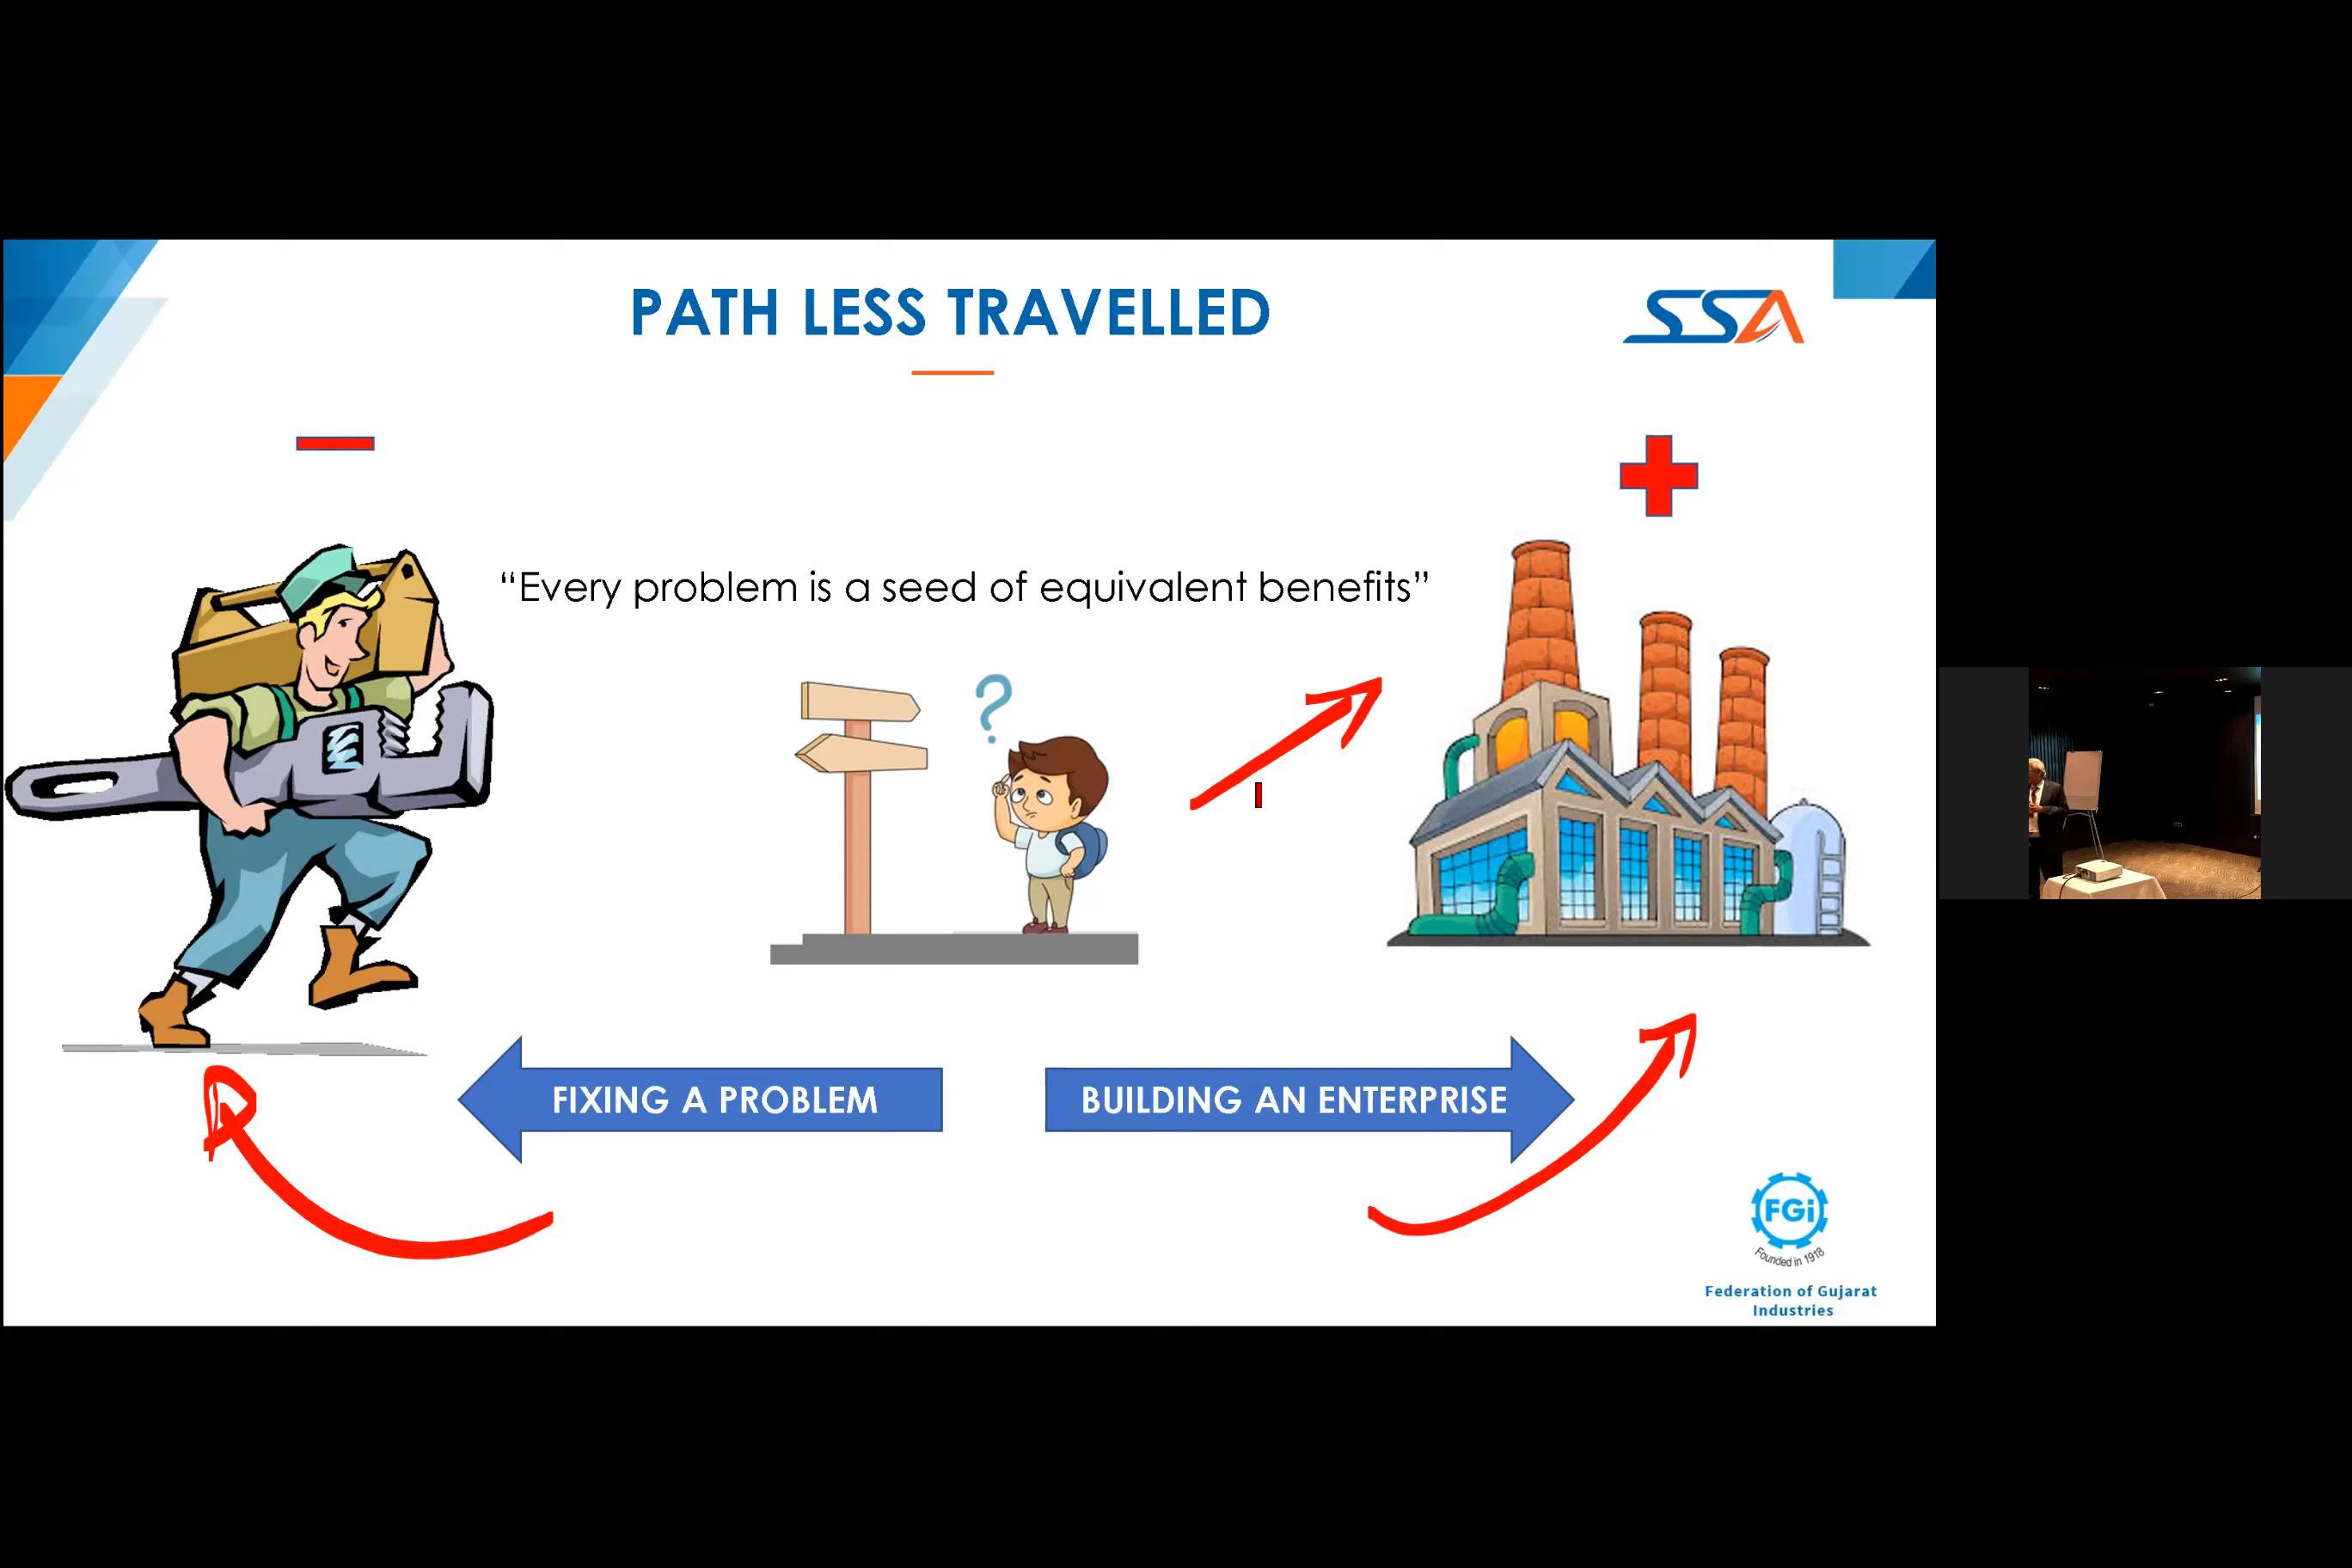 PATH LESS TRAVELLED
SSA
“Every problem is a seed of equivalent benefits”
?
FIXING A PROBLEM
BUILDING AN ENTERPRISE
FGi
Founded in 1918
Federation of Gujarat
Industries